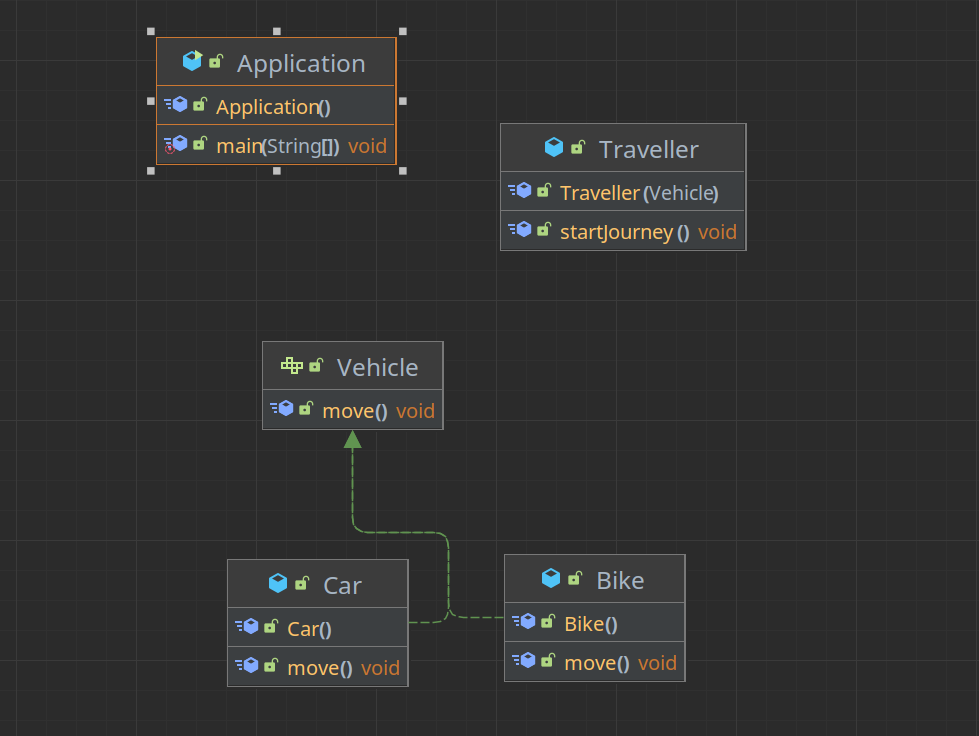 Application
Application()
main(String[]) void
Traveller
Traveller(Vehicle)
startJourney() void
Vehicle
move() void
Car
Car()
move() void
Bike
Bike()
move() void